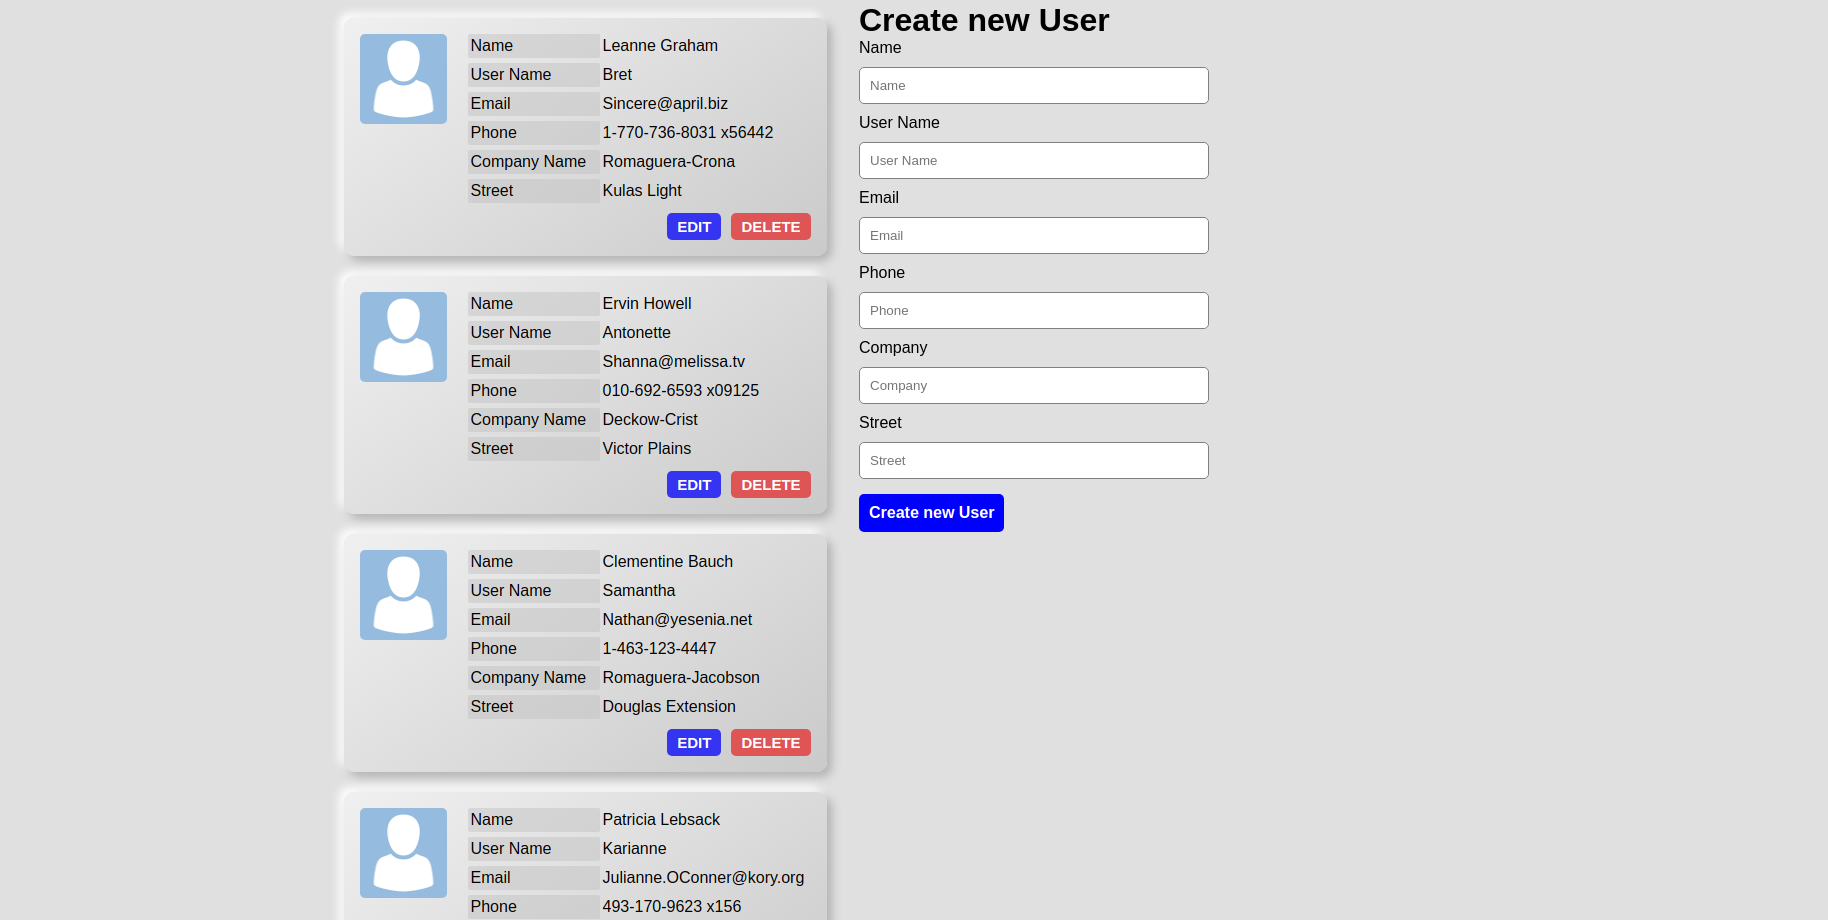 Name Leanne Graham
User Name Bret
Email Sincere@april.biz
Phone 1-770-736-8031 x56442
Company Name Romaguera-Crona
Street Kulas Light
EDIT DELETE
Name Ervin Howell
User Name Antonette
Email Shanna@melissa.tv
Phone 010-692-6593 x09125
Company Name Deckow-Crist
Street Victor Plains
EDIT DELETE
Name Clementine Bauch
User Name Samantha
Email Nathan@yesenia.net
Phone 1-463-123-4447
Company Name Romaguera-Jacobson
Street Douglas Extension
EDIT DELETE
Name Patricia Lebsack
User Name Karianne
Email Julianne.OConner@kory.org
Phone 493-170-9623 x156
Create new User
Name
Name
User Name
User Name
Email
Email
Phone
Phone
Company
Company
Street
Street
Create new User